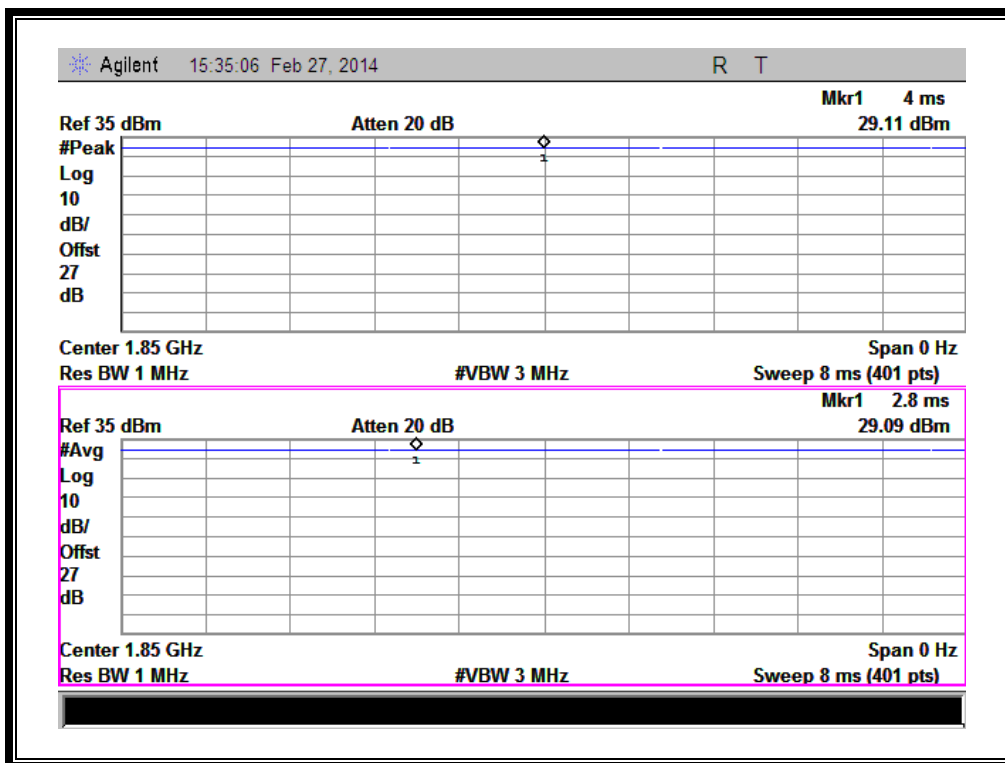 Agilent 15:35:06 Feb 27, 2014 R T
Mkr1 4 ms
Ref 35 dBm Atten 20 dB 29.11 dBm
#Peak
1
Log
10
dB/
Offst
27
dB
Center 1.85 GHz Span 0 Hz
Res BW 1 MHz #VBW 3 MHz Sweep 8 ms (401 pts)
Mkr1 2.8 ms
Ref 35 dBm Atten 20 dB 29.09 dBm
#Avg
1
Log
10
dB/
Offst
27
dB
Center 1.85 GHz Span 0 Hz
Res BW 1 MHz #VBW 3 MHz Sweep 8 ms (401 pts)